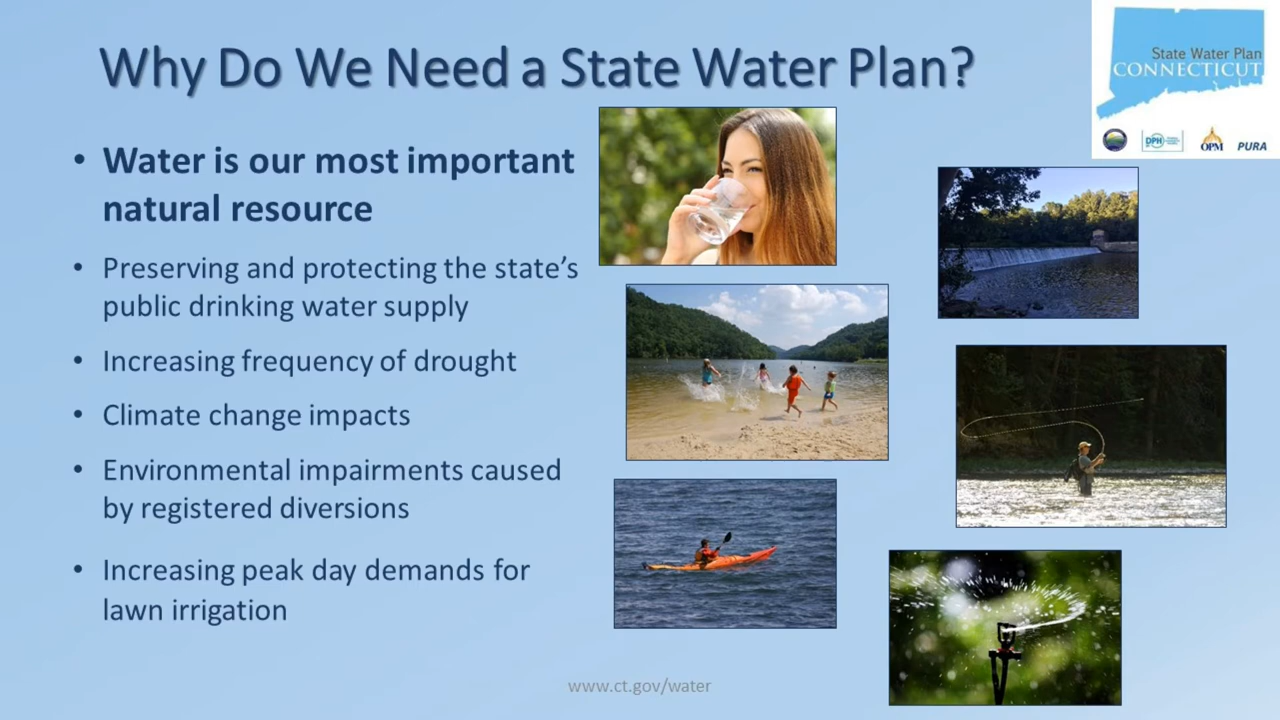 Why Do We Need a State Water Plan?
State Water Plan
CONNECTICUT
DPH
OPM
PURA
• Water is our most important
natural resource
• Preserving and protecting the state’s
public drinking water supply
• Increasing frequency of drought
• Climate change impacts
• Environmental impairments caused
by registered diversions
• Increasing peak day demands for
lawn irrigation
www.ct.gov/water